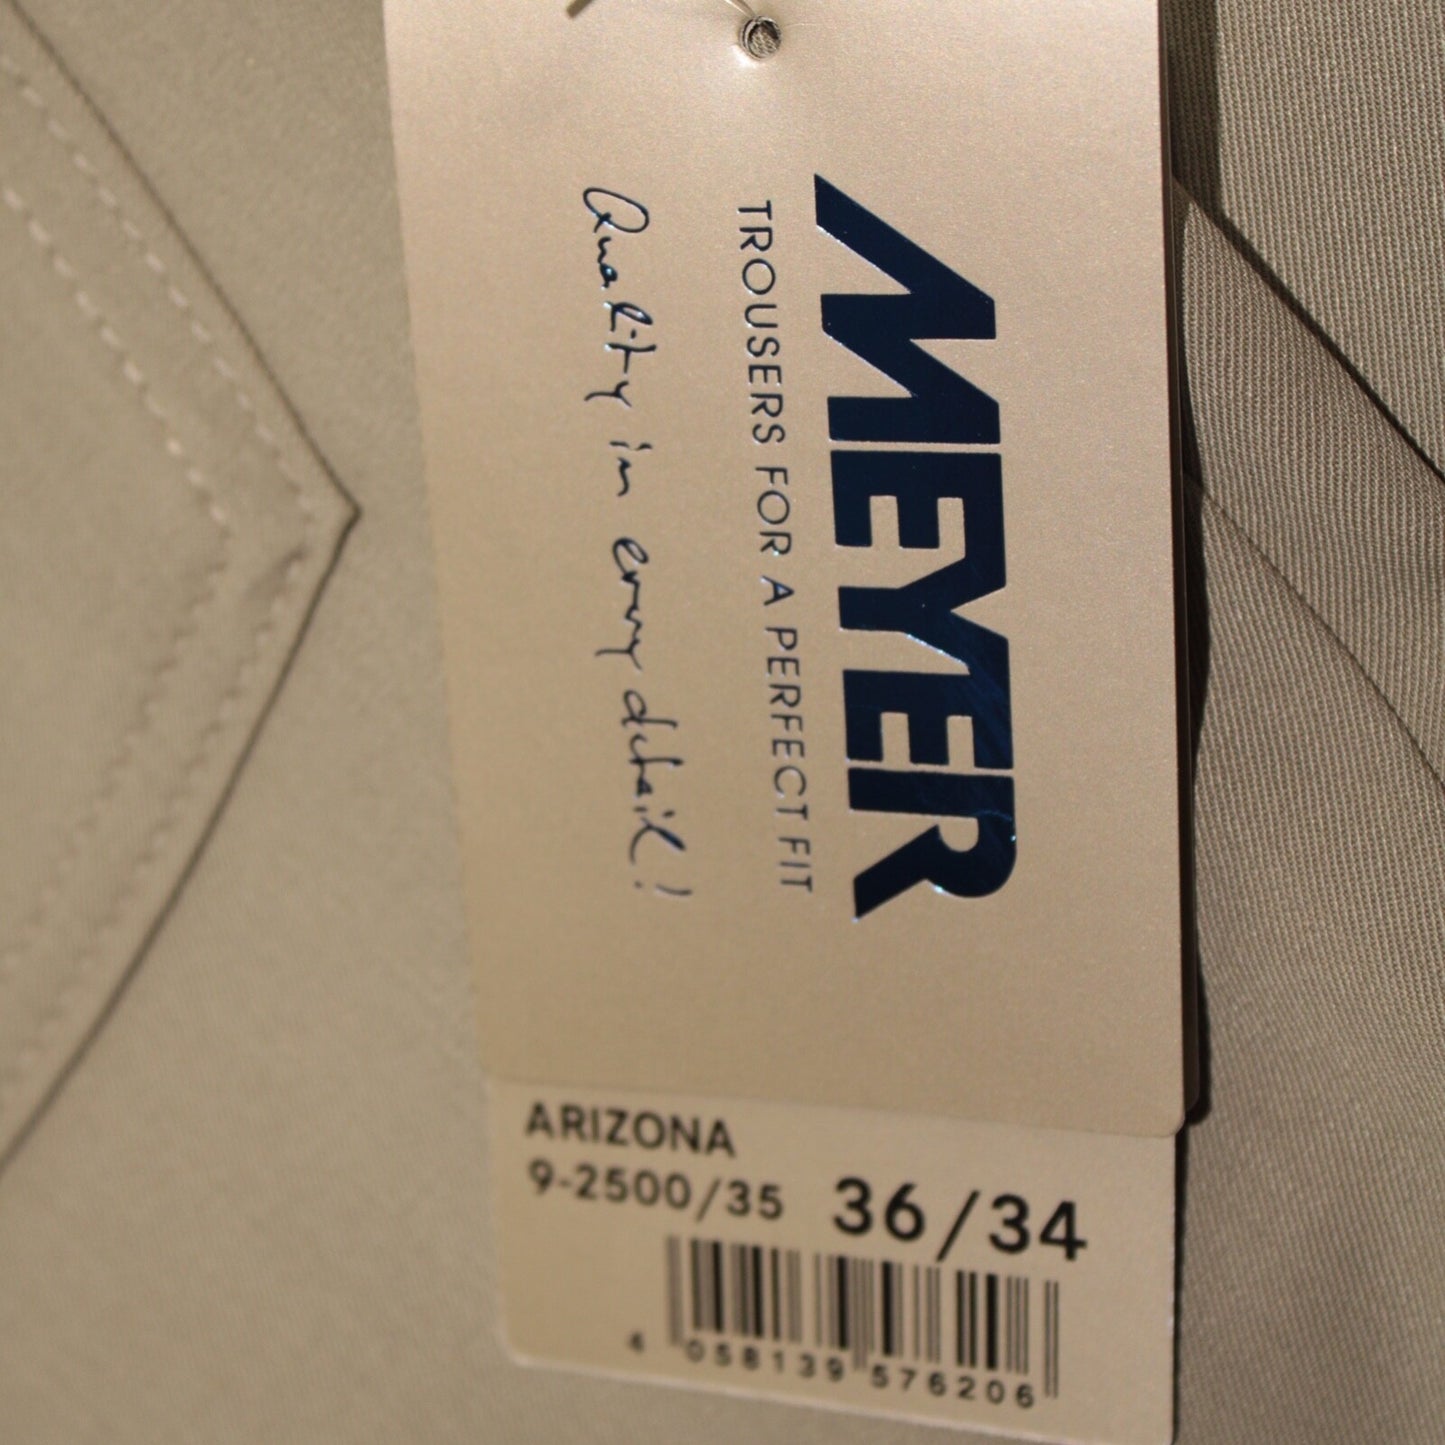 MEYER
TROUSERS FOR A PERFECT FIT
Quality in every detail!
ARIZONA
9-2500/35 36/34
4 058139 576206